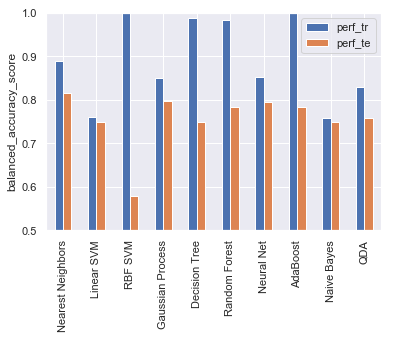 1.0
0.9
0.8
0.7
0.6
0.5
balanced_accuracy_score
perf_tr
perf_te
Nearest Neighbors
Linear SVM
RBF SVM
Gaussian Process
Decision Tree
Random Forest
Neural Net
AdaBoost
Naive Bayes
QDA